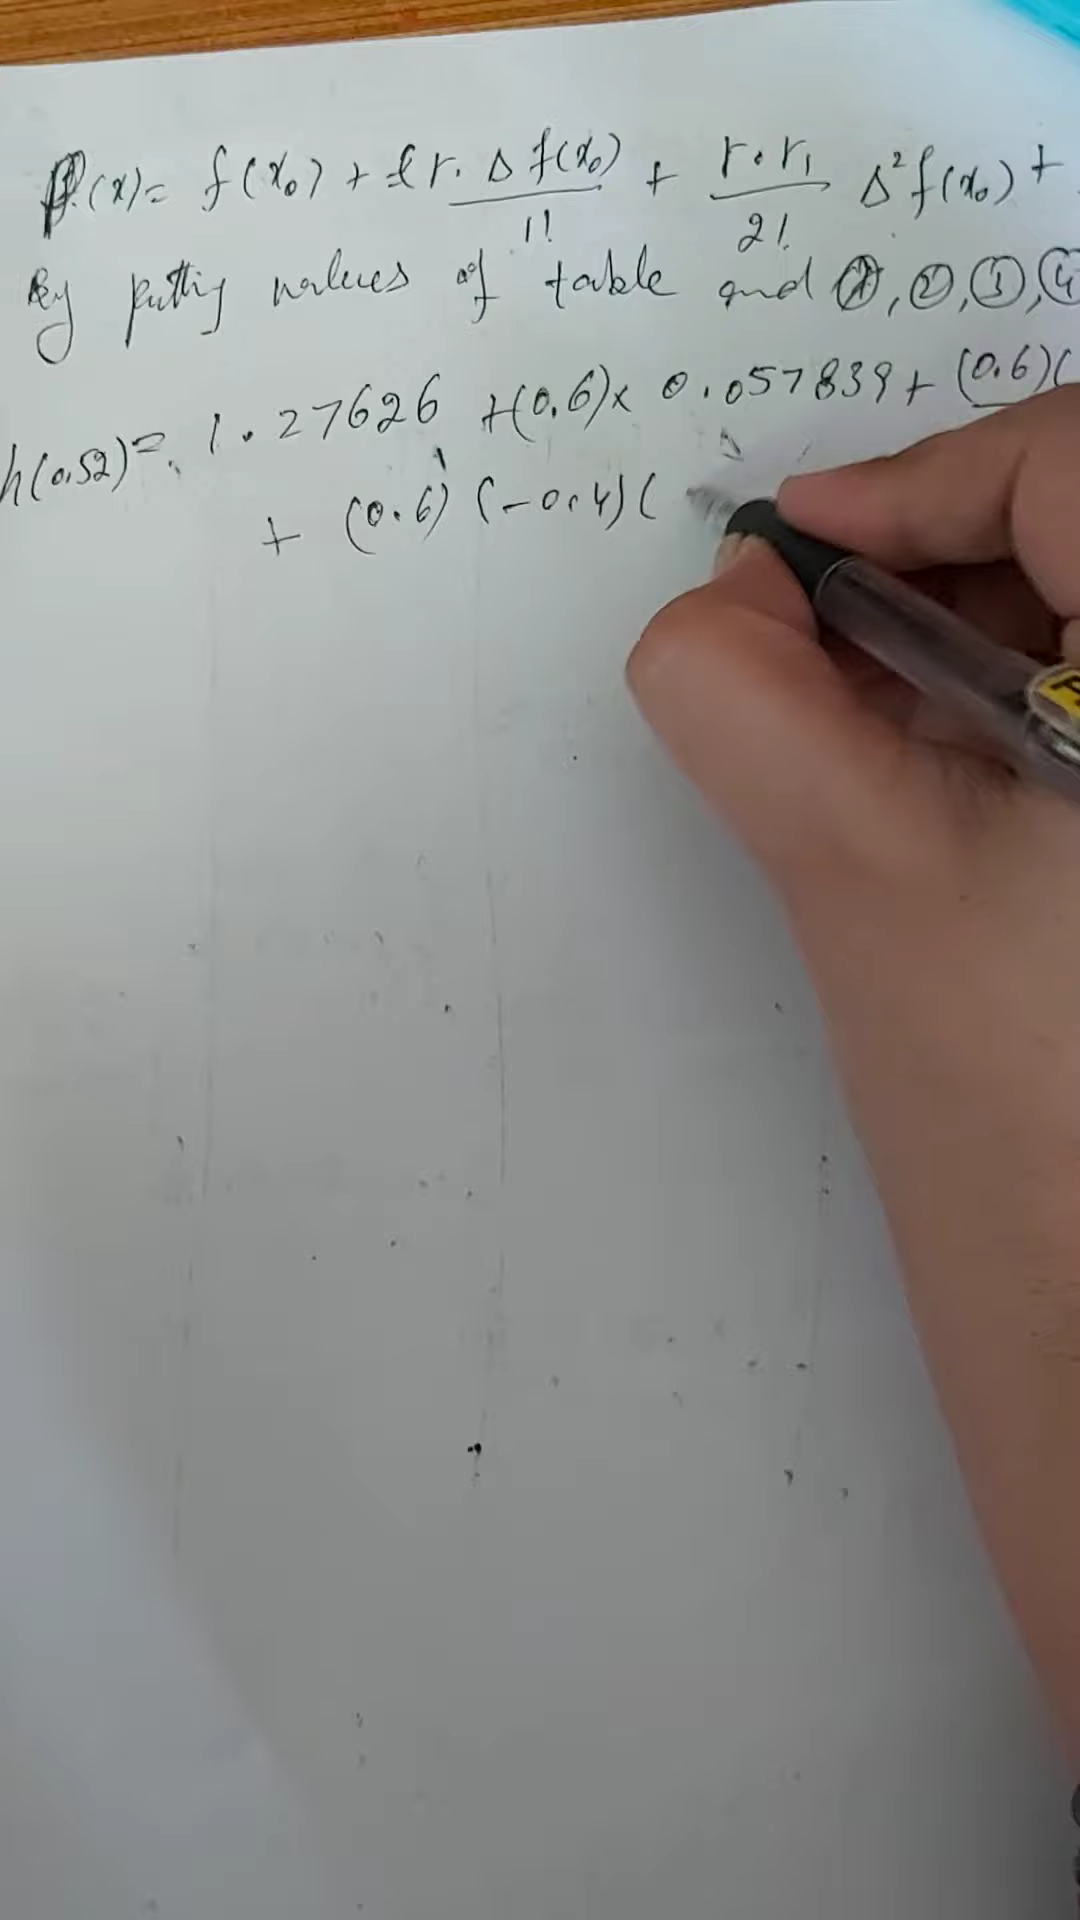 P(x) = f(x₀) + r. Δf(x₀)/1! + r.r₁/2! Δ²f(x₀) +
By putting values of table and ①, ②, ③, ④
h(0.52) = 1.27626 + (0.6) x 0.057839 + (0.6)(
+ (0.6) (-0.4) (